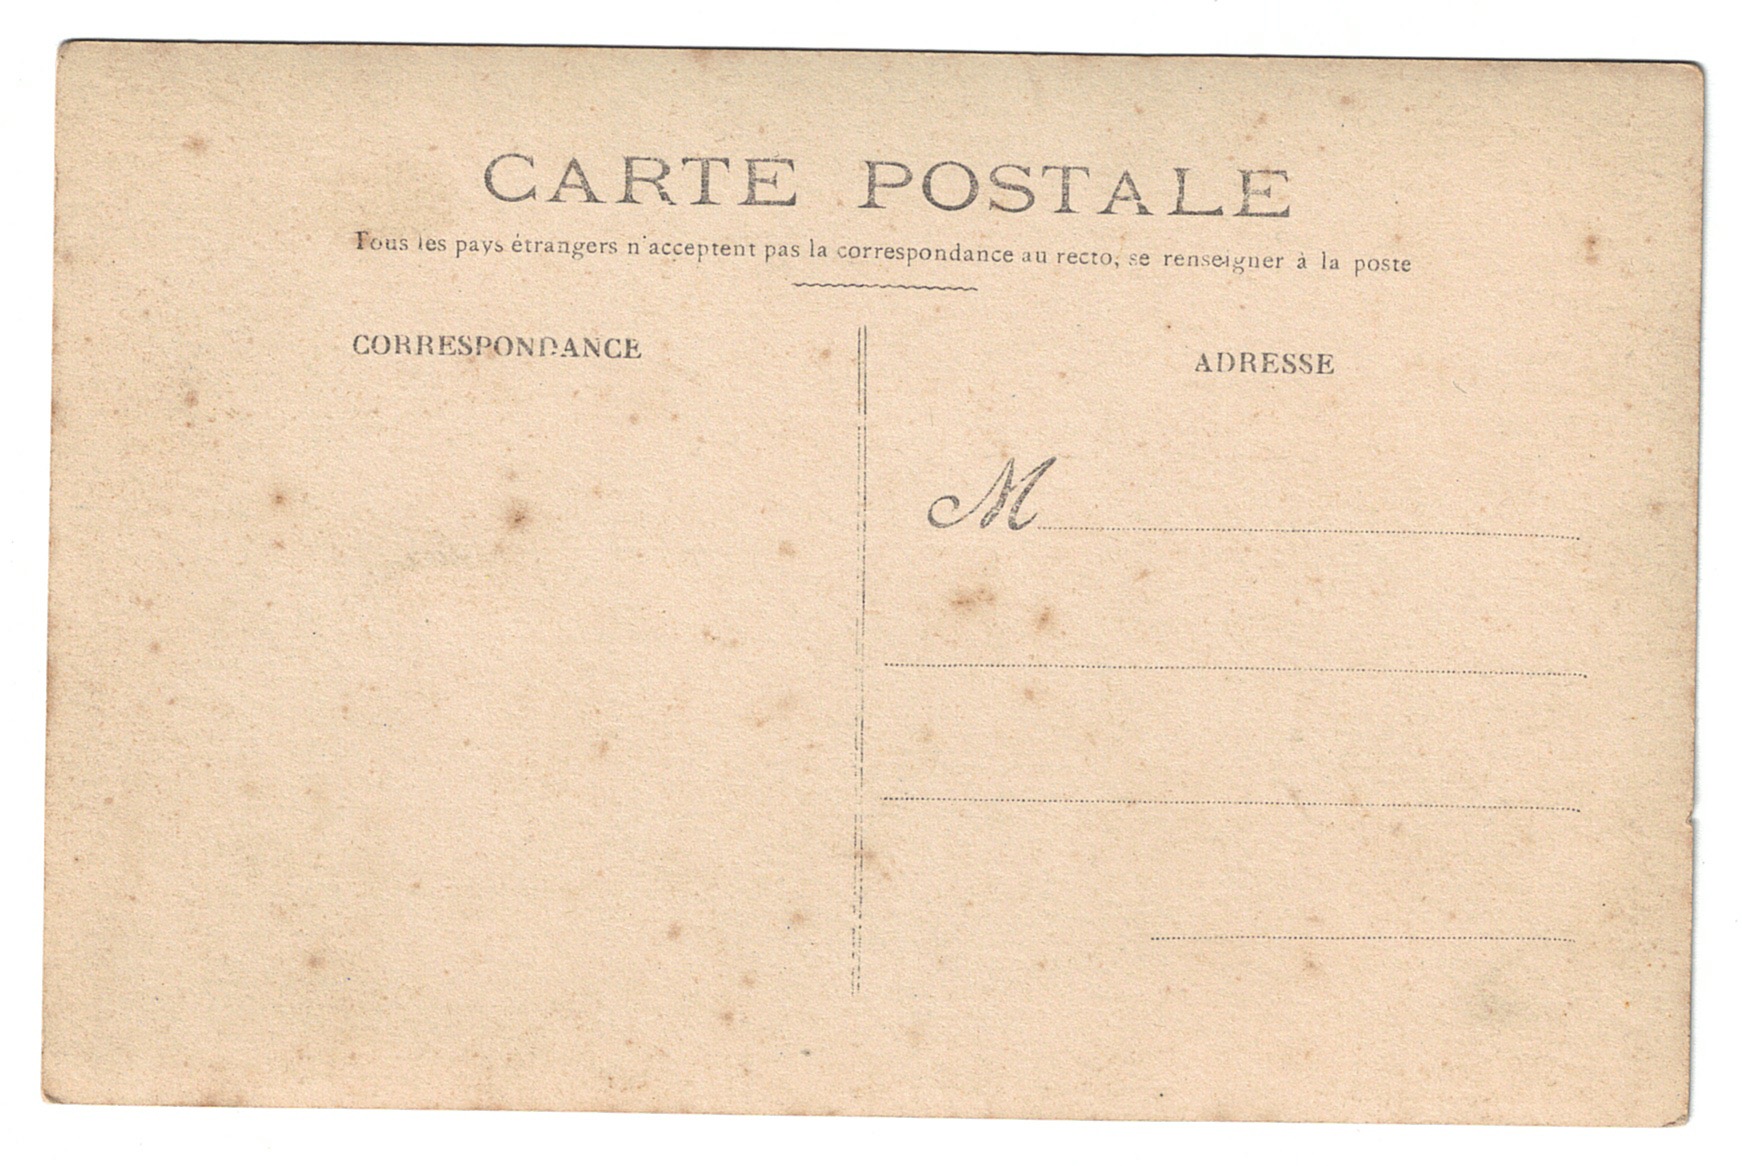 CARTE POSTALE
Tous les pays étrangers n'acceptent pas la correspondance au recto, se renseigner à la poste
CORRESPONDANCE
ADRESSE
M